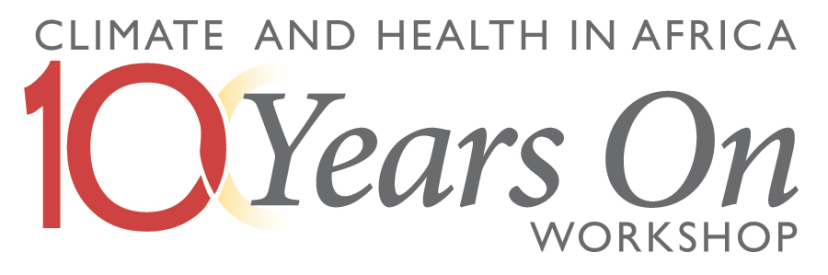 CLIMATE AND HEALTH IN AFRICA
10 Years On
WORKSHOP